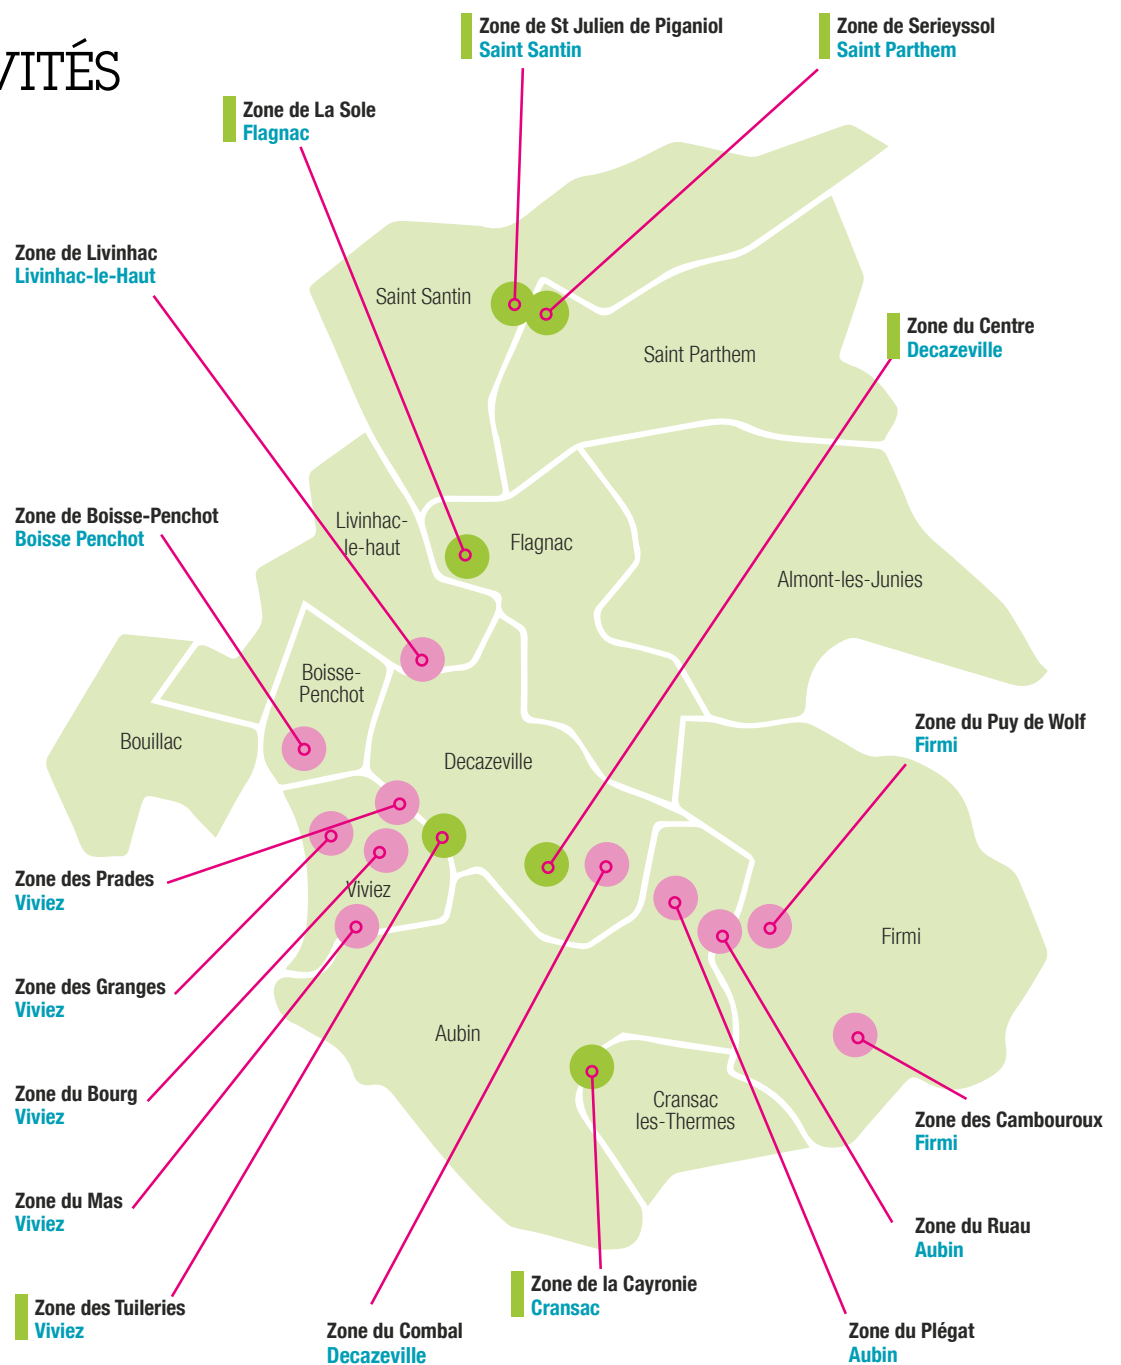 VITÉS
Zone de St Julien de Piganiol
Saint Santin
Zone de Serieyssol
Saint Parthem
Zone de La Sole
Flagnac
Zone de Livinhac
Livinhac-le-Haut
Saint Santin
Saint Parthem
Zone du Centre
Decazeville
Zone de Boisse-Penchot
Boisse Penchot
Livinhac-
le-haut
Flagnac
Almont-les-Junies
Boisse-
Penchot
Bouillac
Decazeville
Zone du Puy de Wolf
Firmi
Zone des Prades
Viviez
Viviez
Firmi
Zone des Granges
Viviez
Aubin
Zone du Bourg
Viviez
Cransac
les-Thermes
Zone des Cambouroux
Firmi
Zone du Mas
Viviez
Zone du Ruau
Aubin
Zone des Tuileries
Viviez
Zone de la Cayronie
Cransac
Zone du Combal
Decazeville
Zone du Plégat
Aubin